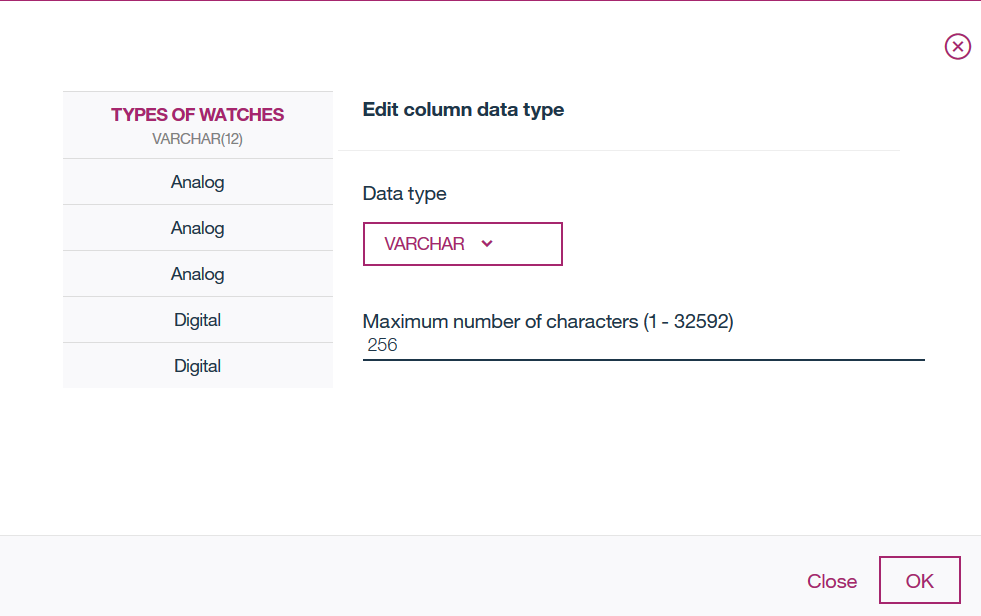 TYPES OF WATCHES
VARCHAR(12)
Analog
Analog
Analog
Digital
Digital
Edit column data type
Data type
VARCHAR
Maximum number of characters (1 - 32592)
256
Close
OK